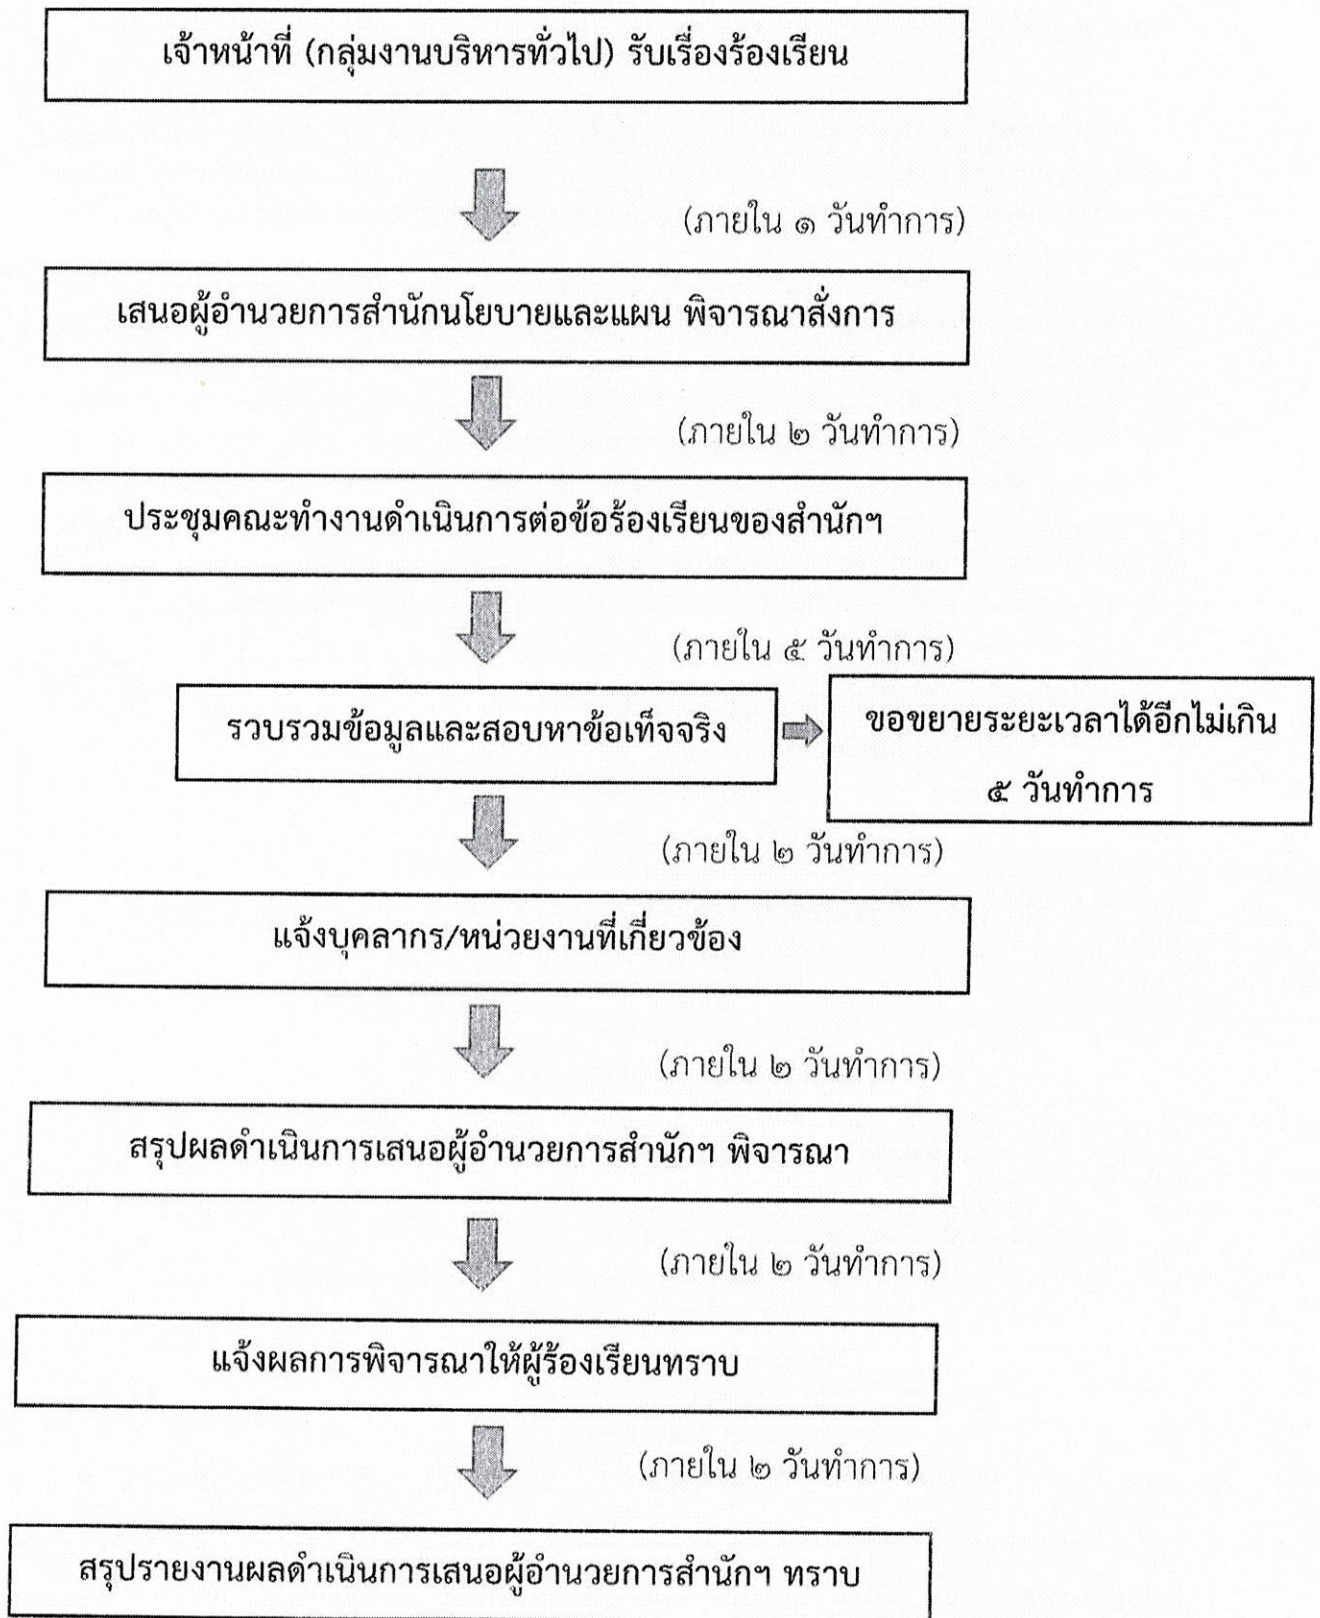 เจ้าหน้าที่ (กลุ่มงานบริหารทั่วไป) รับเรื่องร้องเรียน
(ภายใน ๑ วันทำการ)
เสนอผู้อำนวยการสำนักนโยบายและแผน พิจารณาสั่งการ
(ภายใน ๒ วันทำการ)
ประชุมคณะทำงานดำเนินการต่อข้อร้องเรียนของสำนักฯ
(ภายใน ๕ วันทำการ)
รวบรวมข้อมูลและสอบหาข้อเท็จจริง
ขอขยายระยะเวลาได้อีกไม่เกิน
๕ วันทำการ
(ภายใน ๒ วันทำการ)
แจ้งบุคลากร/หน่วยงานที่เกี่ยวข้อง
(ภายใน ๒ วันทำการ)
สรุปผลดำเนินการเสนอผู้อำนวยการสำนักฯ พิจารณา
(ภายใน ๒ วันทำการ)
แจ้งผลการพิจารณาให้ผู้ร้องเรียนทราบ
(ภายใน ๒ วันทำการ)
สรุปรายงานผลดำเนินการเสนอผู้อำนวยการสำนักฯ ทราบ